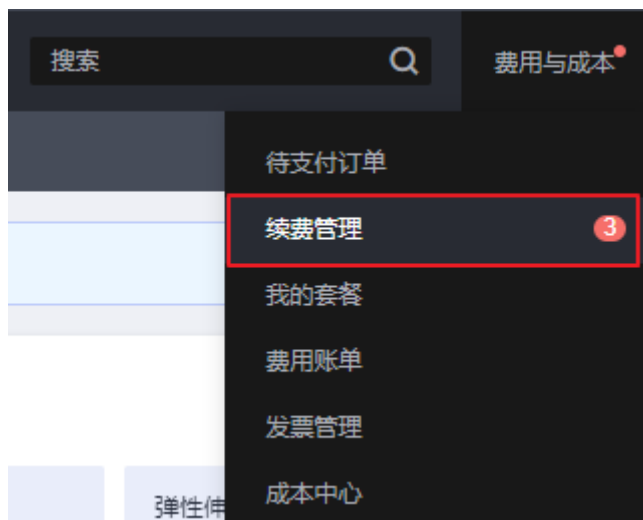 搜索
费用与成本
待支付订单
续费管理
3
我的套餐
费用账单
发票管理
成本中心
弹性伸